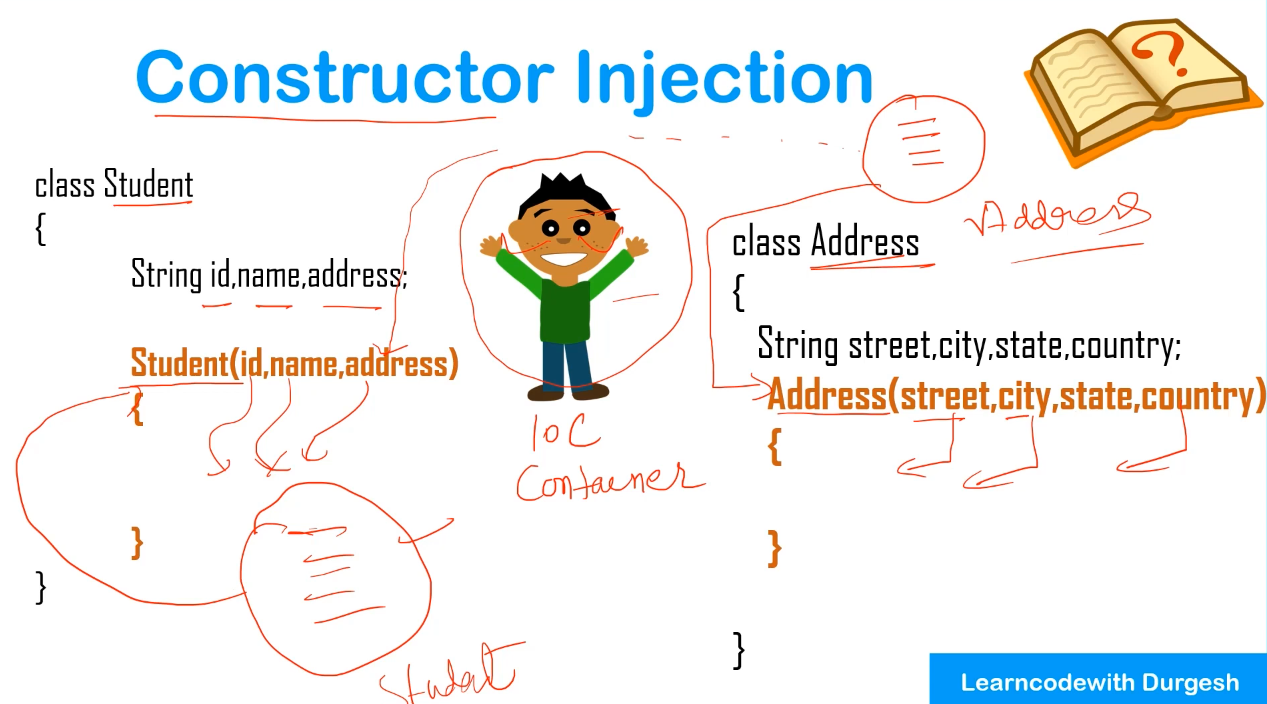 Constructor Injection
class Student
{
String id,name,address;
Student(id,name,address)
{
}
}
Student
IOC
Container
Address
class Address
{
String street,city,state,country;
Address(street,city,state,country)
{
}
}
?
Learncodewith Durgesh